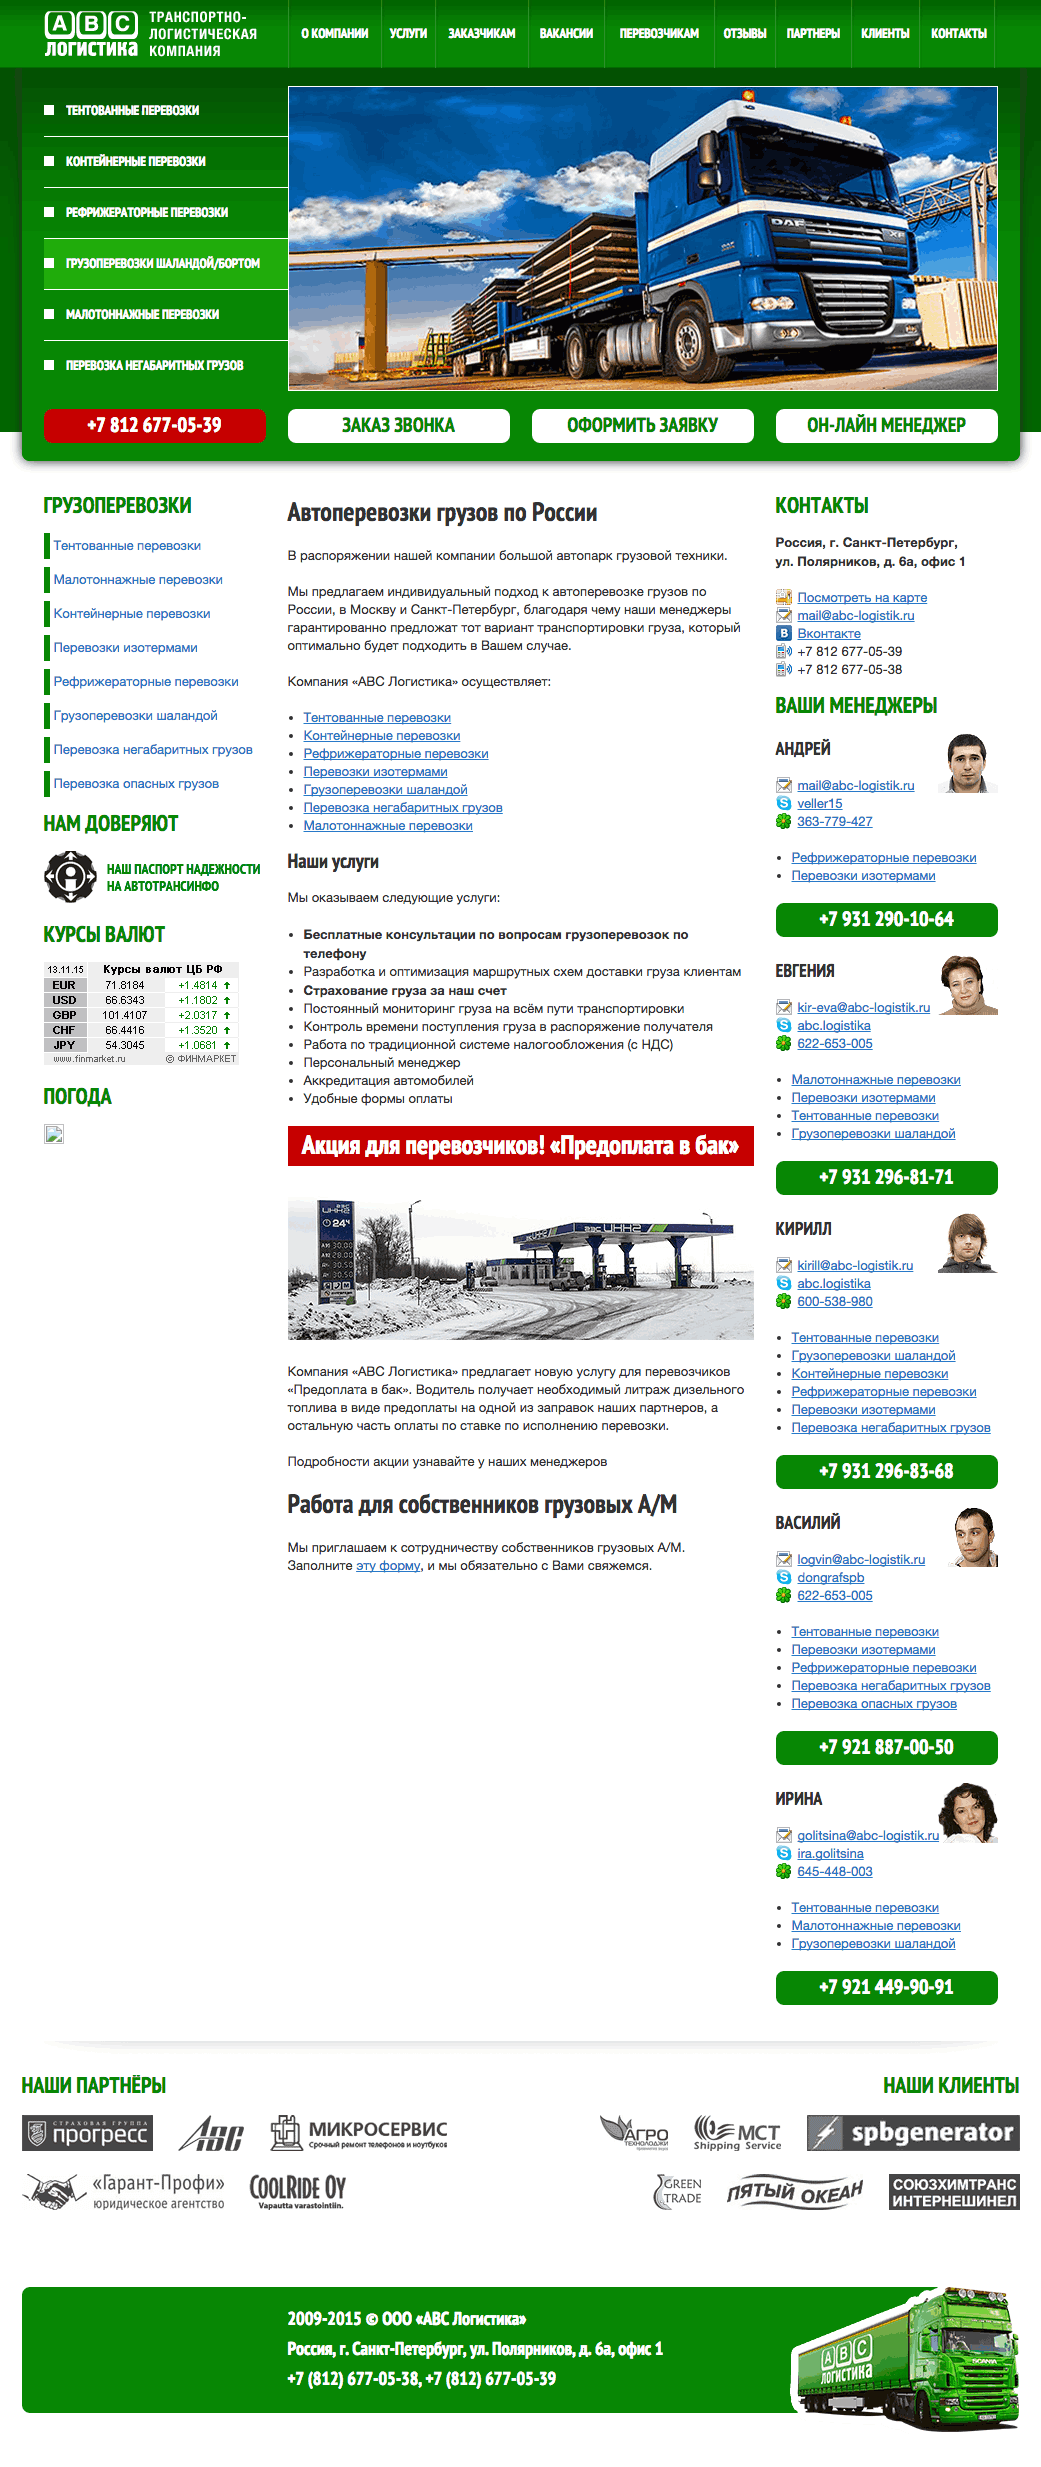 АВС
ЛОГИСТИКА
ТРАНСПОРТНО-
ЛОГИСТИЧЕСКАЯ
КОМПАНИЯ
О КОМПАНИИ
УСЛУГИ
ЗАКАЗЧИКАМ
ВАКАНСИИ
ПЕРЕВОЗЧИКАМ
ОТЗЫВЫ
ПАРТНЕРЫ
КЛИЕНТЫ
КОНТАКТЫ
ТЕНТОВАННЫЕ ПЕРЕВОЗКИ
КОНТЕЙНЕРНЫЕ ПЕРЕВОЗКИ
РЕФРИЖЕРАТОРНЫЕ ПЕРЕВОЗКИ
ГРУЗОПЕРЕВОЗКИ ШАЛАНДОЙ/БОРТОМ
МАЛОТОННАЖНЫЕ ПЕРЕВОЗКИ
ПЕРЕВОЗКА НЕГАБАРИТНЫХ ГРУЗОВ
DAF
XF
+7 812 677-05-39
ЗАКАЗ ЗВОНКА
ОФОРМИТЬ ЗАЯВКУ
ОН-ЛАЙН МЕНЕДЖЕР
ГРУЗОПЕРЕВОЗКИ
Тентованные перевозки
Малотоннажные перевозки
Контейнерные перевозки
Перевозки изотермами
Рефрижераторные перевозки
Грузоперевозки шаландой
Перевозка негабаритных грузов
Перевозка опасных грузов
НАМ ДОВЕРЯЮТ
НАШ ПАСПОРТ НАДЕЖНОСТИ
НА АВТОТРАНСИНФО
КУРСЫ ВАЛЮТ
13.11.15 Курсы валют ЦБ РФ
EUR 71.8184 +1.4814
USD 66.6343 +1.1802
GBP 101.4107 +2.0317
CHF 66.4416 +1.3520
JPY 54.3045 +1.0681
www.finmarket.ru © ФИНМАРКЕТ
ПОГОДА
Автоперевозки грузов по России
В распоряжении нашей компании большой автопарк грузовой техники.
Мы предлагаем индивидуальный подход к автоперевозке грузов по
России, в Москву и Санкт-Петербург, благодаря чему наши менеджеры
гарантированно предложат тот вариант транспортировки груза, который
оптимально будет подходить в Вашем случае.
Компания «АВС Логистика» осуществляет:
Тентованные перевозки
Контейнерные перевозки
Рефрижераторные перевозки
Перевозки изотермами
Грузоперевозки шаландой
Перевозка негабаритных грузов
Малотоннажные перевозки
Наши услуги
Мы оказываем следующие услуги:
Бесплатные консультации по вопросам грузоперевозок по
телефону
Разработка и оптимизация маршрутных схем доставки груза клиентам
Страхование груза за наш счет
Постоянный мониторинг груза на всём пути транспортировки
Контроль времени поступления груза в распоряжение получателя
Работа по традиционной системе налогообложения (с НДС)
Персональный менеджер
Аккредитация автомобилей
Удобные формы оплаты
Акция для перевозчиков! «Предоплата в бак»
24ч
Компания «АВС Логистика» предлагает новую услугу для перевозчиков
«Предоплата в бак». Водитель получает необходимый литраж дизельного
топлива в виде предоплаты на одной из заправок наших партнеров, а
остальную часть оплаты по ставке по исполнению перевозки.
Подробности акции узнавайте у наших менеджеров
Работа для собственников грузовых А/М
Мы приглашаем к сотрудничеству собственников грузовых А/М.
Заполните эту форму, и мы обязательно с Вами свяжемся.
КОНТАКТЫ
Россия, г. Санкт-Петербург,
ул. Полярников, д. 6а, офис 1
Посмотреть на карте
mail@abc-logistik.ru
Вконтакте
+7 812 677-05-39
+7 812 677-05-38
ВАШИ МЕНЕДЖЕРЫ
АНДРЕЙ
mail@abc-logistik.ru
veller15
363-779-427
Рефрижераторные перевозки
Перевозки изотермами
+7 931 290-10-64
ЕВГЕНИЯ
kir-eva@abc-logistik.ru
abc.logistika
622-653-005
Малотоннажные перевозки
Перевозки изотермами
Тентованные перевозки
Грузоперевозки шаландой
+7 931 296-81-71
КИРИЛЛ
kirill@abc-logistik.ru
abc.logistika
600-538-980
Тентованные перевозки
Грузоперевозки шаландой
Контейнерные перевозки
Рефрижераторные перевозки
Перевозки изотермами
Перевозка негабаритных грузов
+7 931 296-83-68
ВАСИЛИЙ
logvin@abc-logistik.ru
dongrafspb
622-653-005
Тентованные перевозки
Перевозки изотермами
Рефрижераторные перевозки
Перевозка негабаритных грузов
Перевозка опасных грузов
+7 921 887-00-50
ИРИНА
golitsina@abc-logistik.ru
ira.golitsina
645-448-003
Тентованные перевозки
Малотоннажные перевозки
Грузоперевозки шаландой
+7 921 449-90-91
НАШИ ПАРТНЁРЫ
СТРАХОВАЯ ГРУППА
прогресс
АВС
МИКРОСЕРВИС
Срочный ремонт телефонов и ноутбуков
«Гарант-Профи»
юридическое агентство
COOLRIDE OY
Vapautta varastointiin.
НАШИ КЛИЕНТЫ
АГРО
ТЕХНОЛОДЖИ
МСТ
Shipping Service
spbgenerator
GREEN
TRADE
ПЯТЫЙ ОКЕАН
СОЮЗХИМТРАНС
ИНТЕРНЕШИНЕЛ
2009-2015 © ООО «АВС Логистика»
Россия, г. Санкт-Петербург, ул. Полярников, д. 6а, офис 1
+7 (812) 677-05-38, +7 (812) 677-05-39
АВС
ЛОГИСТИКА
SCANIA